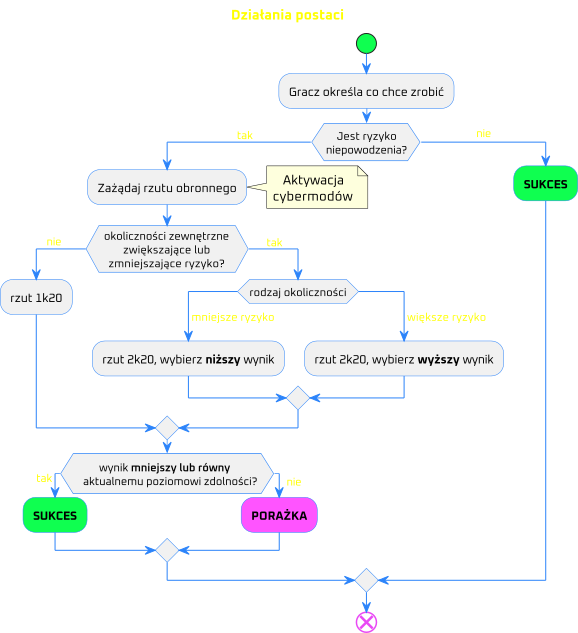 Działania postaci
Gracz określa co chce zrobić
Jest ryzyko
niepowodzenia?
tak
nie
Zażądaj rzutu obronnego
Aktywacja
cybermodów
SUKCES
okoliczności zewnętrzne
zwiększające lub
zmniejszające ryzyko?
nie
tak
rzut 1k20
rodzaj okoliczności
mniejsze ryzyko
większe ryzyko
rzut 2k20, wybierz niższy wynik
rzut 2k20, wybierz wyższy wynik
wynik mniejszy lub równy
aktualnemu poziomowi zdolności?
tak
nie
SUKCES
PORAŻKA